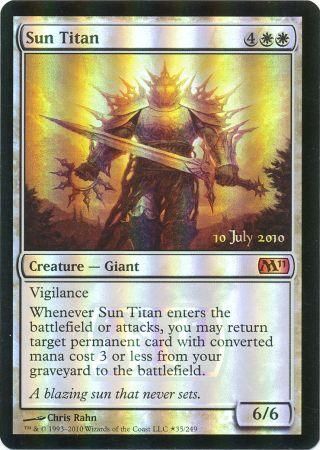 Sun Titan 4
10 July 2010
Creature — Giant M11
Vigilance
Whenever Sun Titan enters the
battlefield or attacks, you may return
target permanent card with converted
mana cost 3 or less from your
graveyard to the battlefield.
A blazing sun that never sets.
Chris Rahn
6/6
™ & © 1993-2010 Wizards of the Coast LLC ★35/249